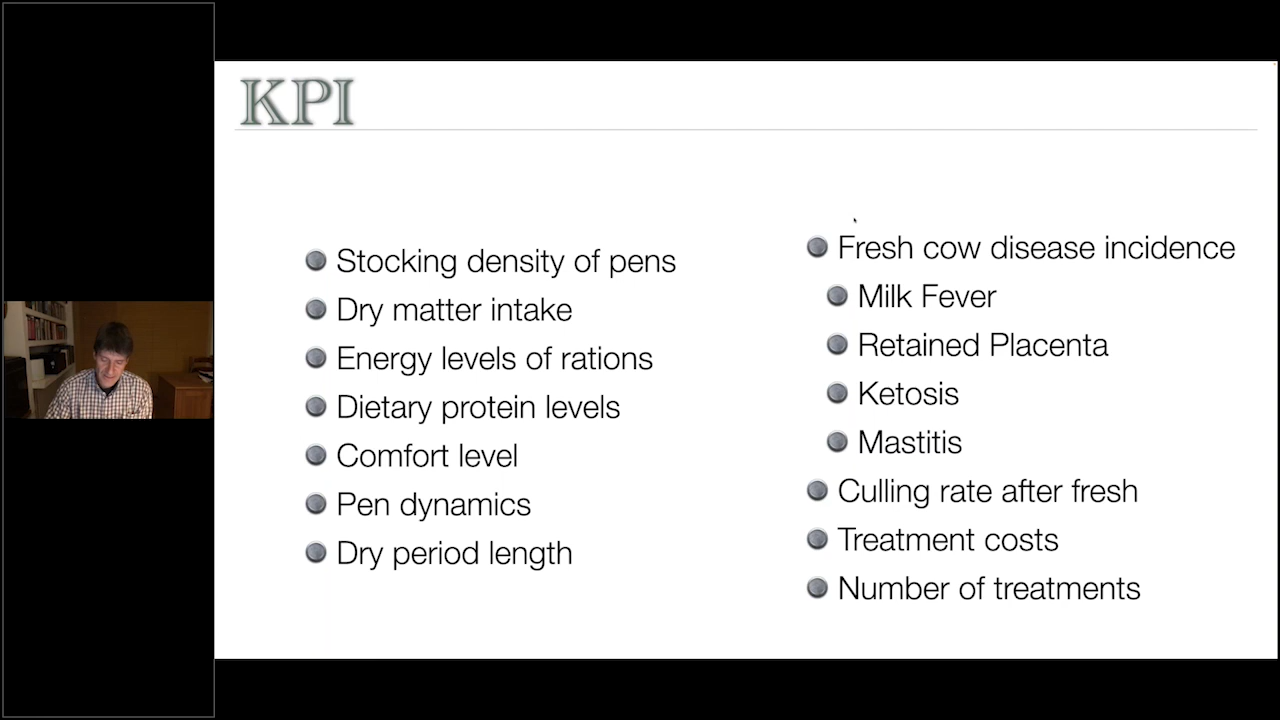 KPI
Stocking density of pens
Dry matter intake
Energy levels of rations
Dietary protein levels
Comfort level
Pen dynamics
Dry period length
Fresh cow disease incidence
Milk Fever
Retained Placenta
Ketosis
Mastitis
Culling rate after fresh
Treatment costs
Number of treatments